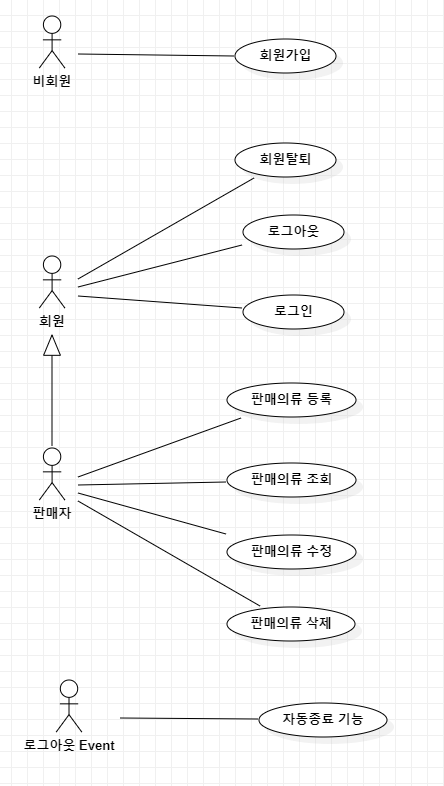 비회원
회원가입
회원탈퇴
로그아웃
로그인
회원
판매의류 등록
판매의류 조회
판매의류 수정
판매의류 삭제
판매자
자동종료 기능
로그아웃 Event